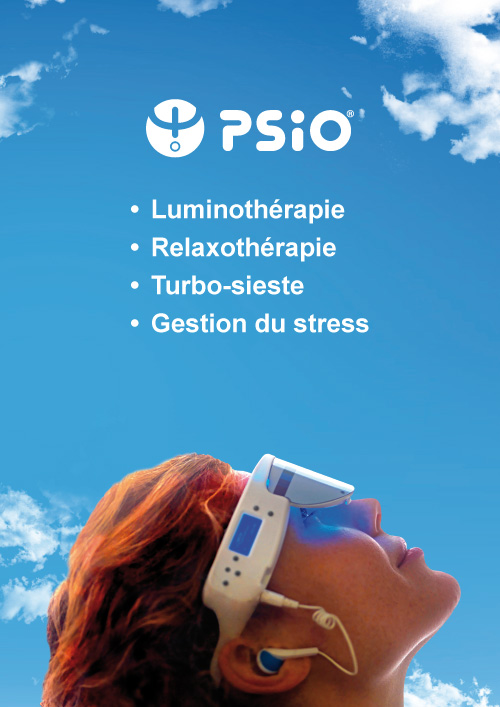 PSiO®
• Luminothérapie
• Relaxothérapie
• Turbo-sieste
• Gestion du stress